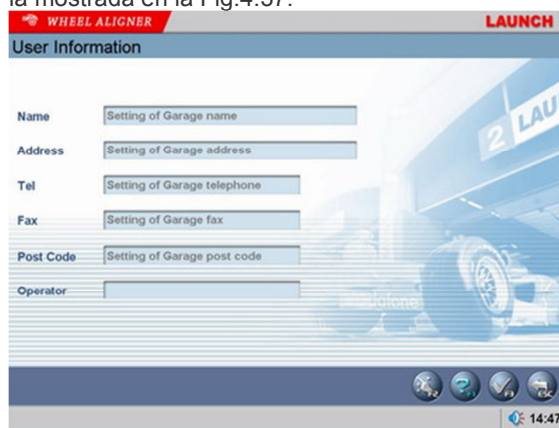 la mostrada en la Fig.4.37.
WHEEL ALIGNER
LAUNCH
User Information
Name Setting of Garage name
Address Setting of Garage address
Tel Setting of Garage telephone
Fax Setting of Garage fax
Post Code Setting of Garage post code
Operator
2 LAU
14:47